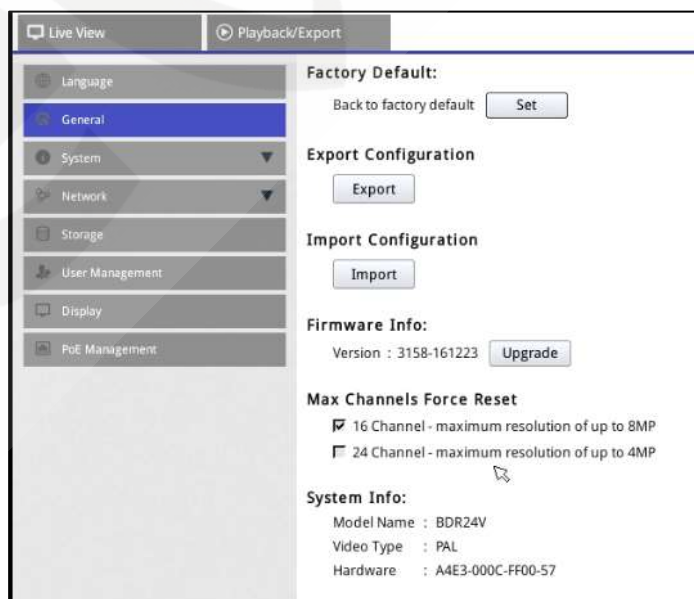 Live View
Playback/Export
Language
General
System
Network
Storage
User Management
Display
PoE Management
Factory Default:
Back to factory default Set
Export Configuration
Export
Import Configuration
Import
Firmware Info:
Version : 3158-161223 Upgrade
Max Channels Force Reset
16 Channel - maximum resolution of up to 8MP
24 Channel - maximum resolution of up to 4MP
System Info:
Model Name : BDR24V
Video Type : PAL
Hardware : A4E3-000C-FF00-57